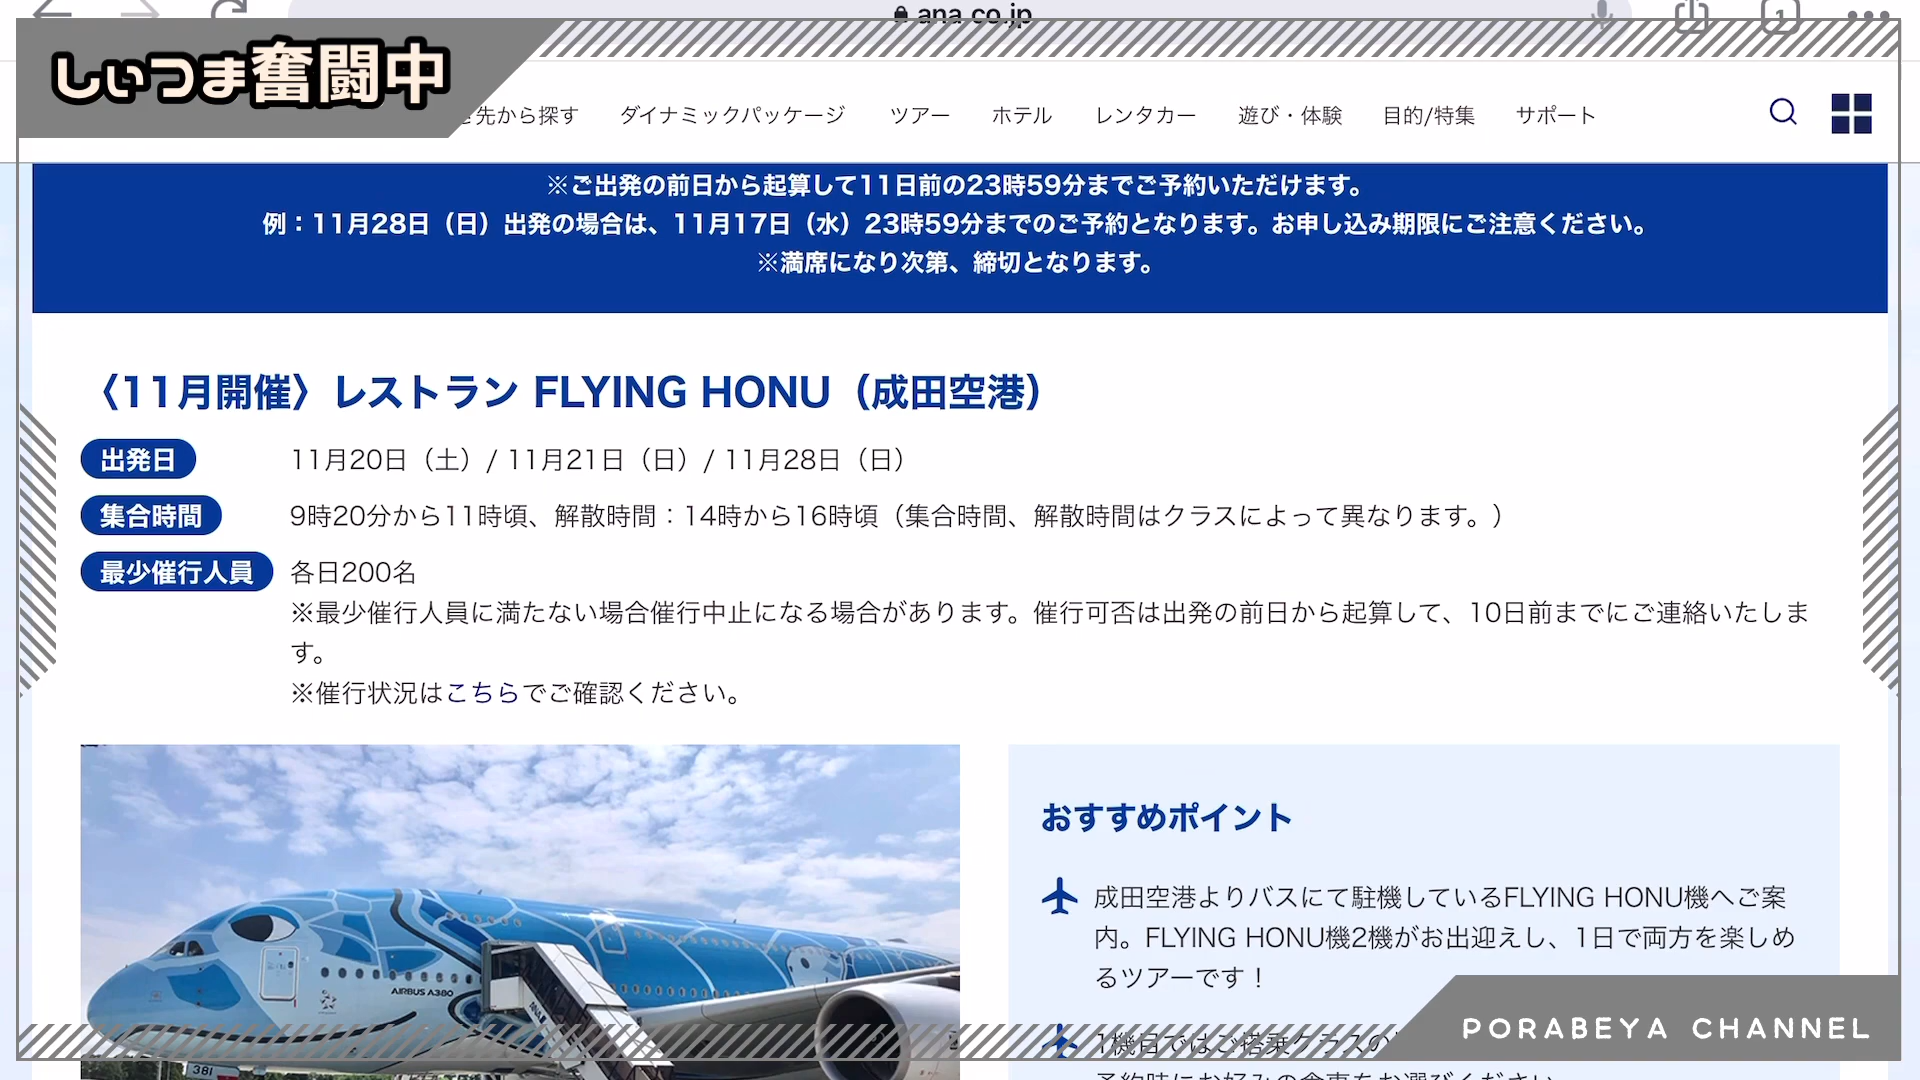 ana.co.jp
しぃつま奮闘中
先から探す ダイナミックパッケージ ツアー ホテル レンタカー 遊び・体験 目的/特集 サポート
※ご出発の前日から起算して11日前の23時59分までご予約いただけます。
例：11月28日（日）出発の場合は、11月17日（水）23時59分までのご予約となります。お申し込み期限にご注意ください。
※満席になり次第、締切となります。
〈11月開催〉レストラン FLYING HONU（成田空港）
出発日 11月20日（土）/ 11月21日（日）/ 11月28日（日）
集合時間 9時20分から11時頃、解散時間：14時から16時頃（集合時間、解散時間はクラスによって異なります。）
最少催行人員 各日200名
※最少催行人員に満たない場合催行中止になる場合があります。催行可否は出発の前日から起算して、10日前までにご連絡いたしま
す。
※催行状況はこちらでご確認ください。
AIRBUS A380
381
おすすめポイント
成田空港よりバスにて駐機しているFLYING HONU機へご案
内。FLYING HONU機2機がお出迎えし、1日で両方を楽しめ
るツアーです！
1機目ではご搭乗クラスの
PORABEYA CHANNEL